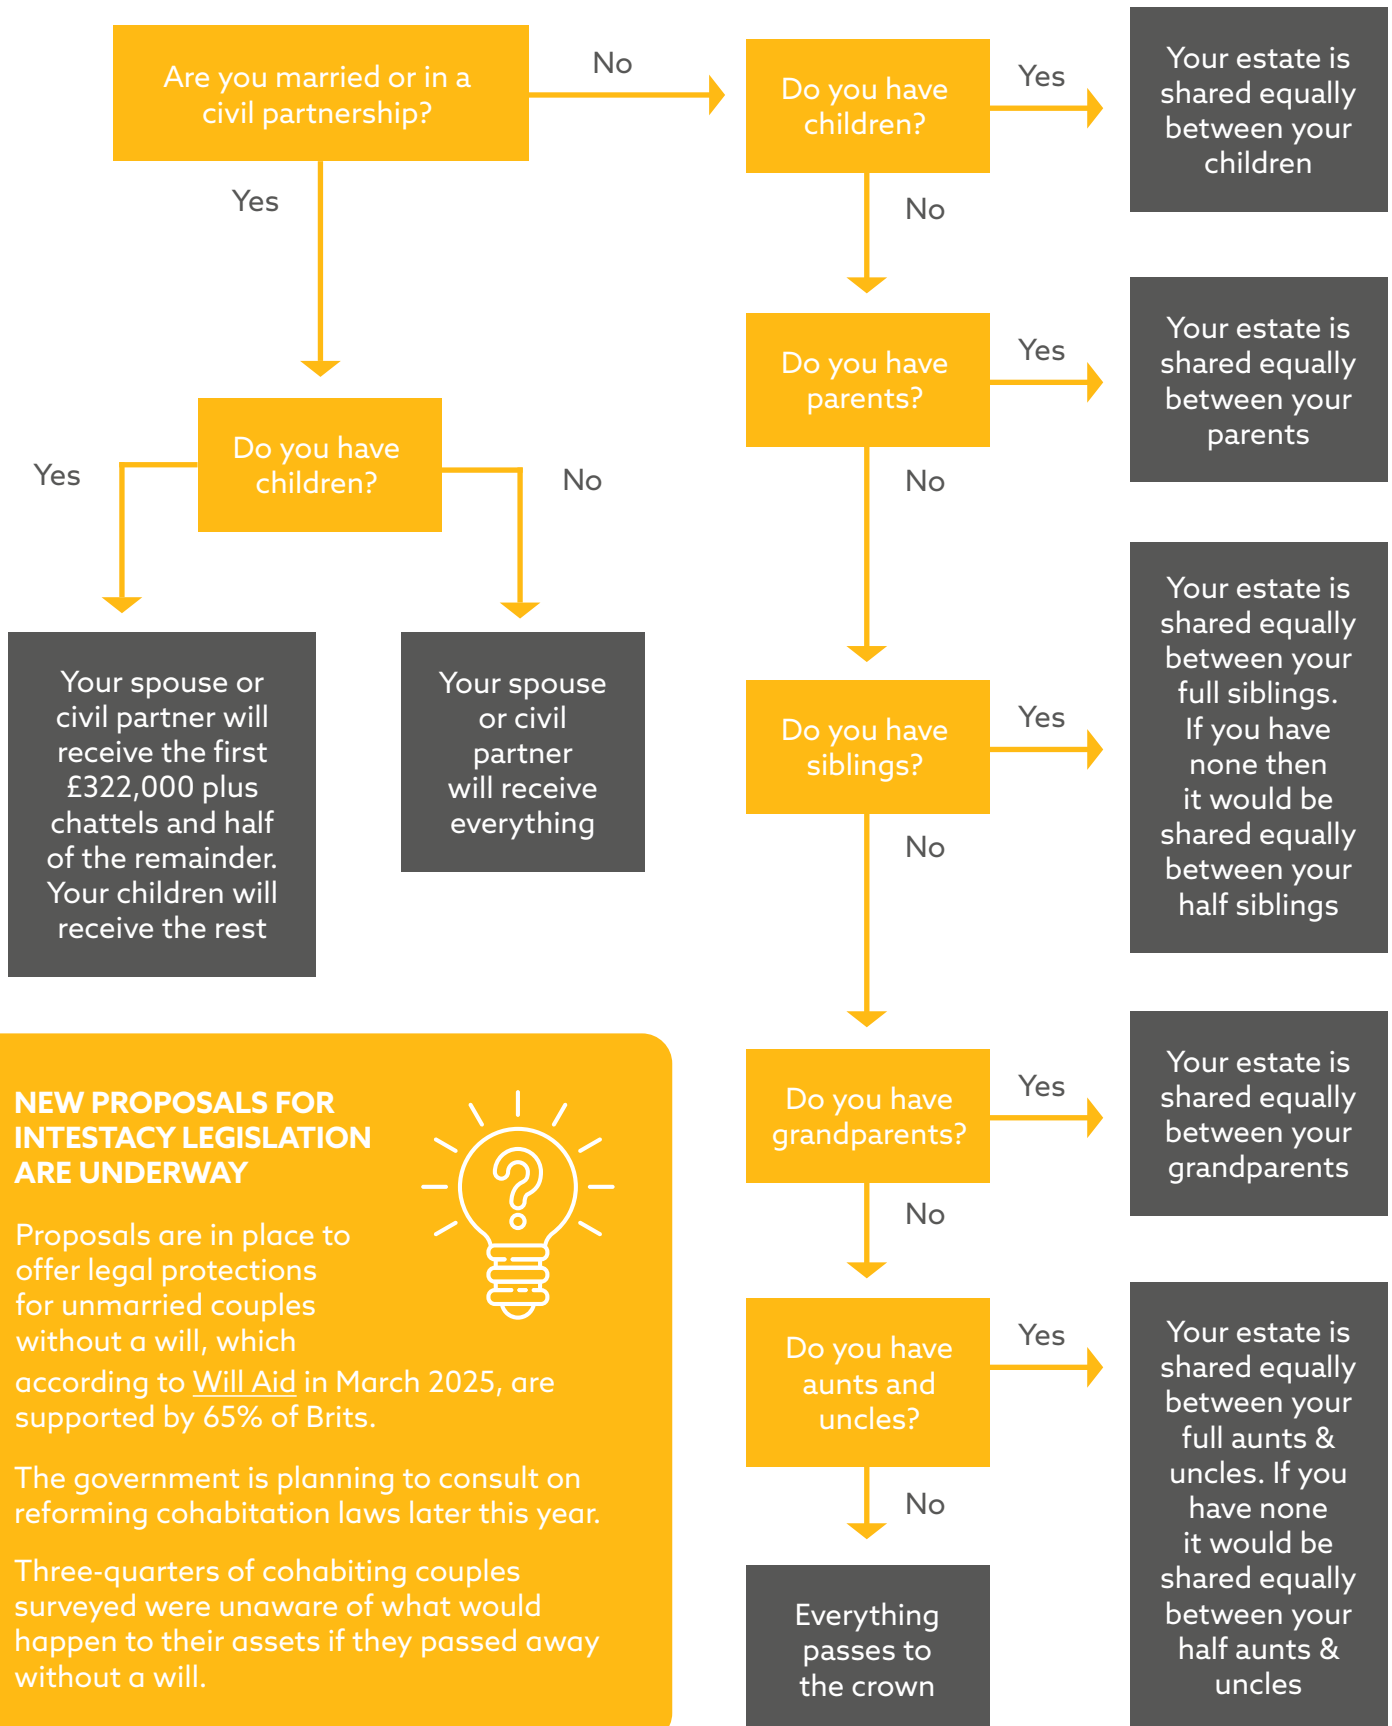 Are you married or in a
civil partnership?
No
Do you have
children?
Yes
Your estate is
shared equally
between your
children
Yes
No
Do you have
parents?
Yes
Your estate is
shared equally
between your
parents
Do you have
children?
Yes
No
No
Your spouse or
civil partner will
receive the first
£322,000 plus
chattels and half
of the remainder.
Your children will
receive the rest
Your spouse
or civil
partner
will receive
everything
Do you have
siblings?
Yes
Your estate is
shared equally
between your
full siblings.
If you have
none then
it would be
shared equally
between your
half siblings
No
Do you have
grandparents?
Yes
Your estate is
shared equally
between your
grandparents
No
Do you have
aunts and
uncles?
Yes
Your estate is
shared equally
between your
full aunts &
uncles. If you
have none
it would be
shared equally
between your
half aunts &
uncles
No
Everything
passes to
the crown
NEW PROPOSALS FOR
INTESTACY LEGISLATION
ARE UNDERWAY
?
Proposals are in place to
offer legal protections
for unmarried couples
without a will, which
according to Will Aid in March 2025, are
supported by 65% of Brits.
The government is planning to consult on
reforming cohabitation laws later this year.
Three-quarters of cohabiting couples
surveyed were unaware of what would
happen to their assets if they passed away
without a will.